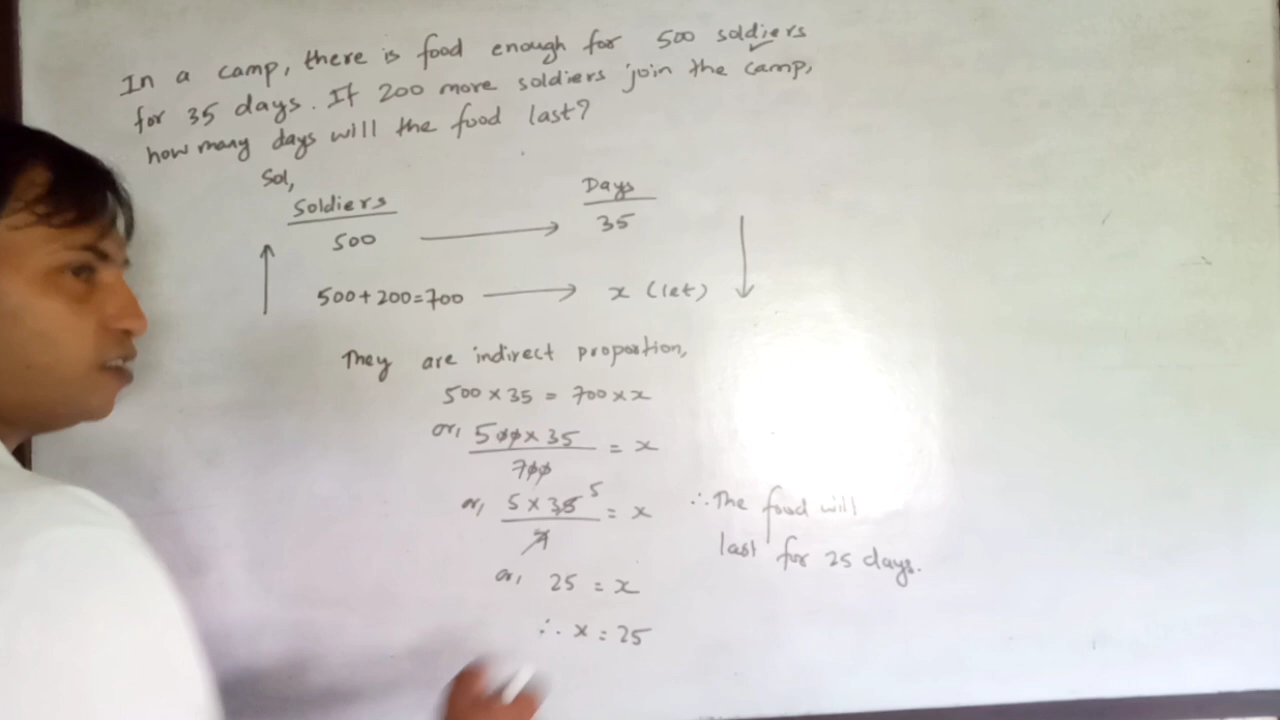 In a camp, there is food enough for 500 soldiers
for 35 days. If 200 more soldiers join the camp,
how many days will the food last?
Sol,
Soldiers Days
500 → 35
500+200=700 → x (let)
They are indirect proportion,
500 × 35 = 700 × x
or, 500 × 35 / 700 = x
or, 5 × 35 5 / 7 = x
or, 25 = x
∴ x = 25
∴ The food will
last for 25 days.